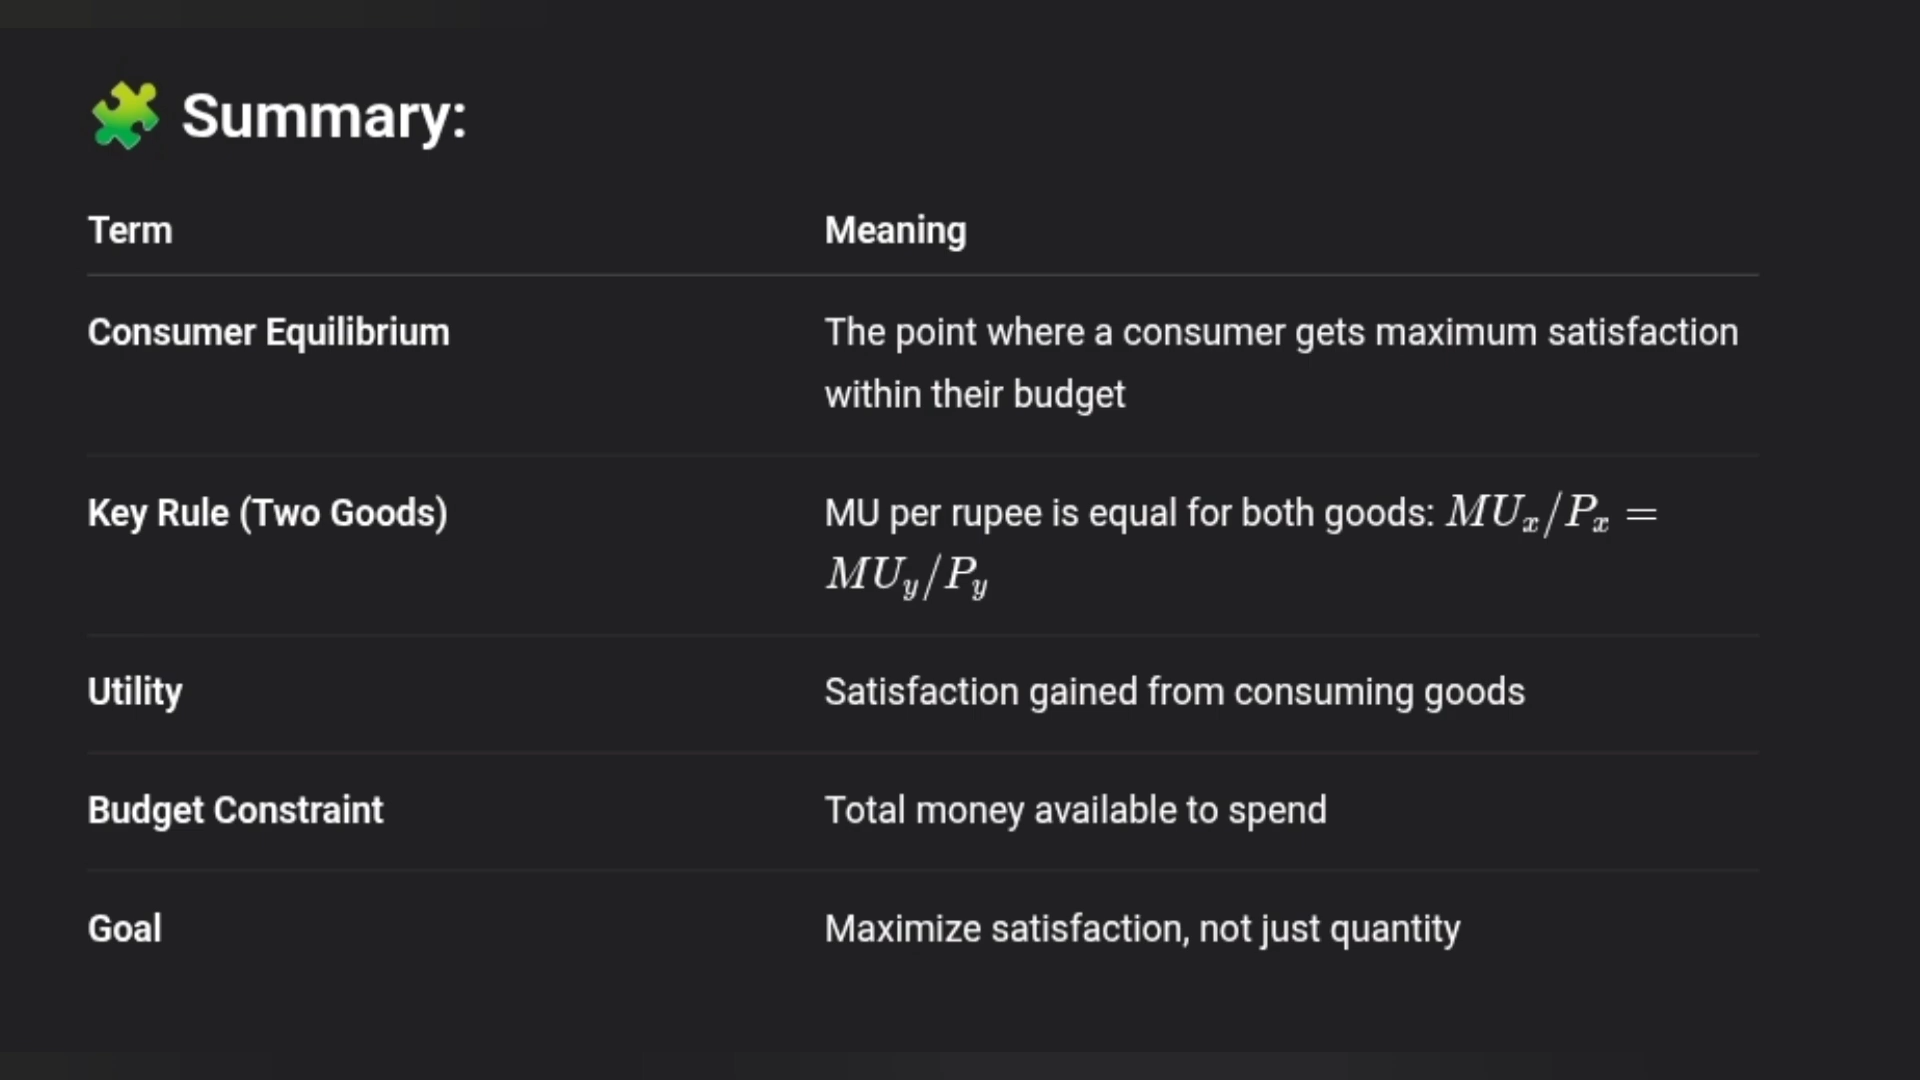 🧩 Summary:
Term Meaning
Consumer Equilibrium The point where a consumer gets maximum satisfaction
within their budget
Key Rule (Two Goods) MU per rupee is equal for both goods: MUₓ/Pₓ =
MU_y/P_y
Utility Satisfaction gained from consuming goods
Budget Constraint Total money available to spend
Goal Maximize satisfaction, not just quantity